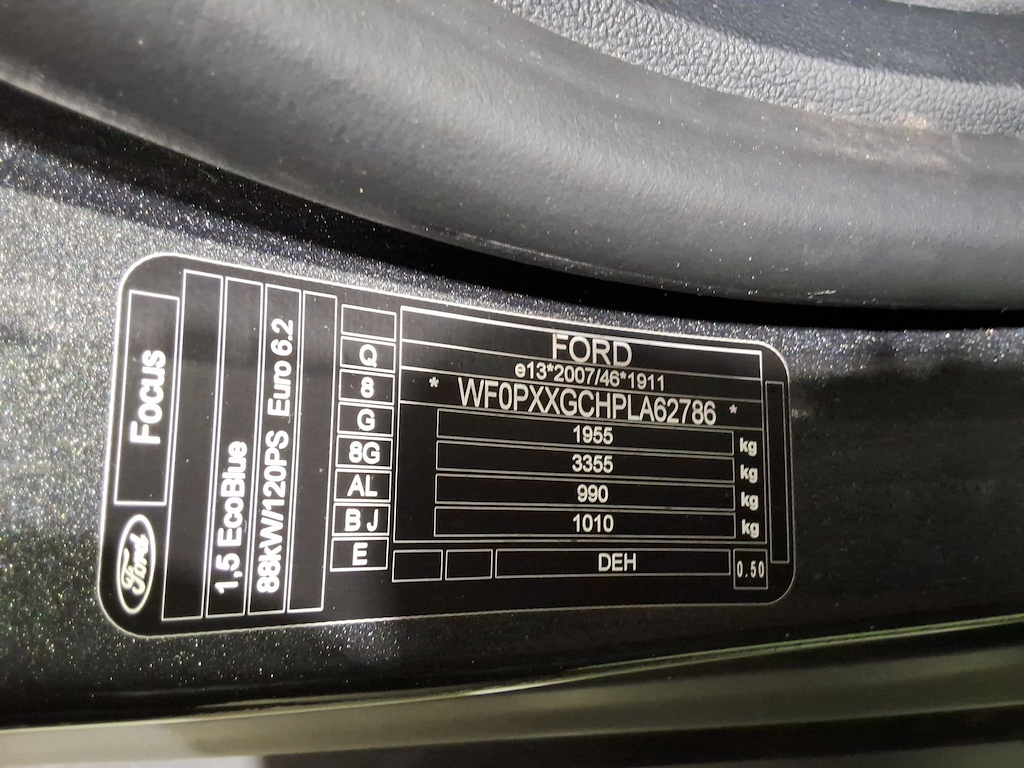 FORD
e13*2007/46*1911
* WF0PXXGCHPLA62786 *
1955 kg
3355 kg
990 kg
1010 kg
DEH 0.50
Q
8
G
8G
AL
B J
E
Ford Focus
1,5 EcoBlue
88kW/120PS Euro 6.2